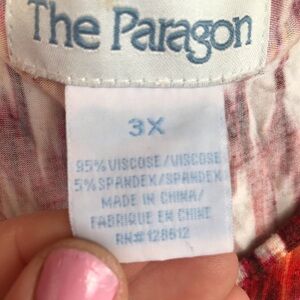 The Paragon
3X
95% VISCOSE/VISCOSE
5% SPANDEX/SPANDEX
MADE IN CHINA/
FABRIQUE EN CHINE
RN#128612